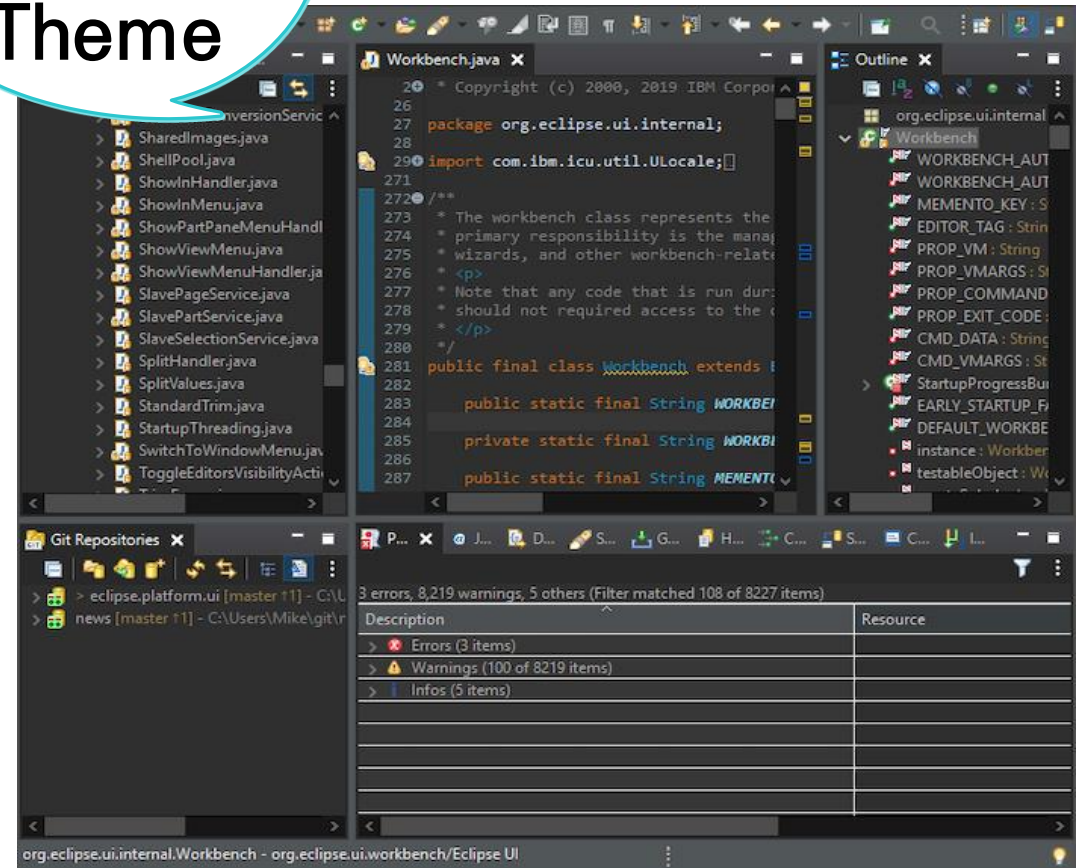 Theme
Workbench.java
Outline
nversionServic
SharedImages.java
ShellPool.java
ShowInHandler.java
ShowInMenu.java
ShowPartPaneMenuHandl
ShowViewMenu.java
ShowViewMenuHandler.ja
SlavePageService.java
SlavePartService.java
SlaveSelectionService.java
SplitHandler.java
SplitValues.java
StandardTrim.java
StartupThreading.java
SwitchToWindowMenu.jav
ToggleEditorsVisibilityActi
2 * Copyright (c) 2000, 2019 IBM Corpor
26
27 package org.eclipse.ui.internal;
28
29 import com.ibm.icu.util.ULocale;
271
272 /**
273 * The workbench class represents the
274 * primary responsibility is the manag
275 * wizards, and other workbench-relate
276 * <p>
277 * Note that any code that is run duri
278 * should not required access to the
279 * </p>
280 */
281 public final class Workbench extends
282
283 public static final String WORKBE
284
285 private static final String WORKB
286
287 public static final String MEMENTO
org.eclipse.ui.internal
Workbench
WORKBENCH_AUT
WORKBENCH_AUT
MEMENTO_KEY : S
EDITOR_TAG : Strin
PROP_VM : String
PROP_VMARGS : St
PROP_COMMAND
PROP_EXIT_CODE :
CMD_DATA : String
CMD_VMARGS : St
StartupProgressBu
EARLY_STARTUP_FA
DEFAULT_WORKBE
instance : Workber
testableObject : Wo
Git Repositories
> eclipse.platform.ui [master ↑1] - C:\U
news [master ↑1] - C:\Users\Mike\git\n
P... J... D... S... G... H... C... S... C... I...
3 errors, 8,219 warnings, 5 others (Filter matched 108 of 8227 items)
Description Resource
Errors (3 items)
Warnings (100 of 8219 items)
Infos (5 items)
org.eclipse.ui.internal.Workbench - org.eclipse.ui.workbench/Eclipse UI